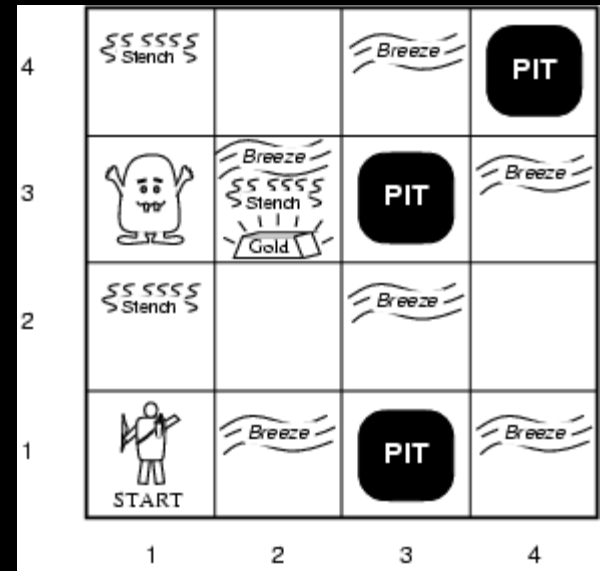 4
Stench
Breeze
PIT
3
Breeze
Stench
Gold
PIT
Breeze
2
Stench
Breeze
1
START
Breeze
PIT
Breeze
1 2 3 4